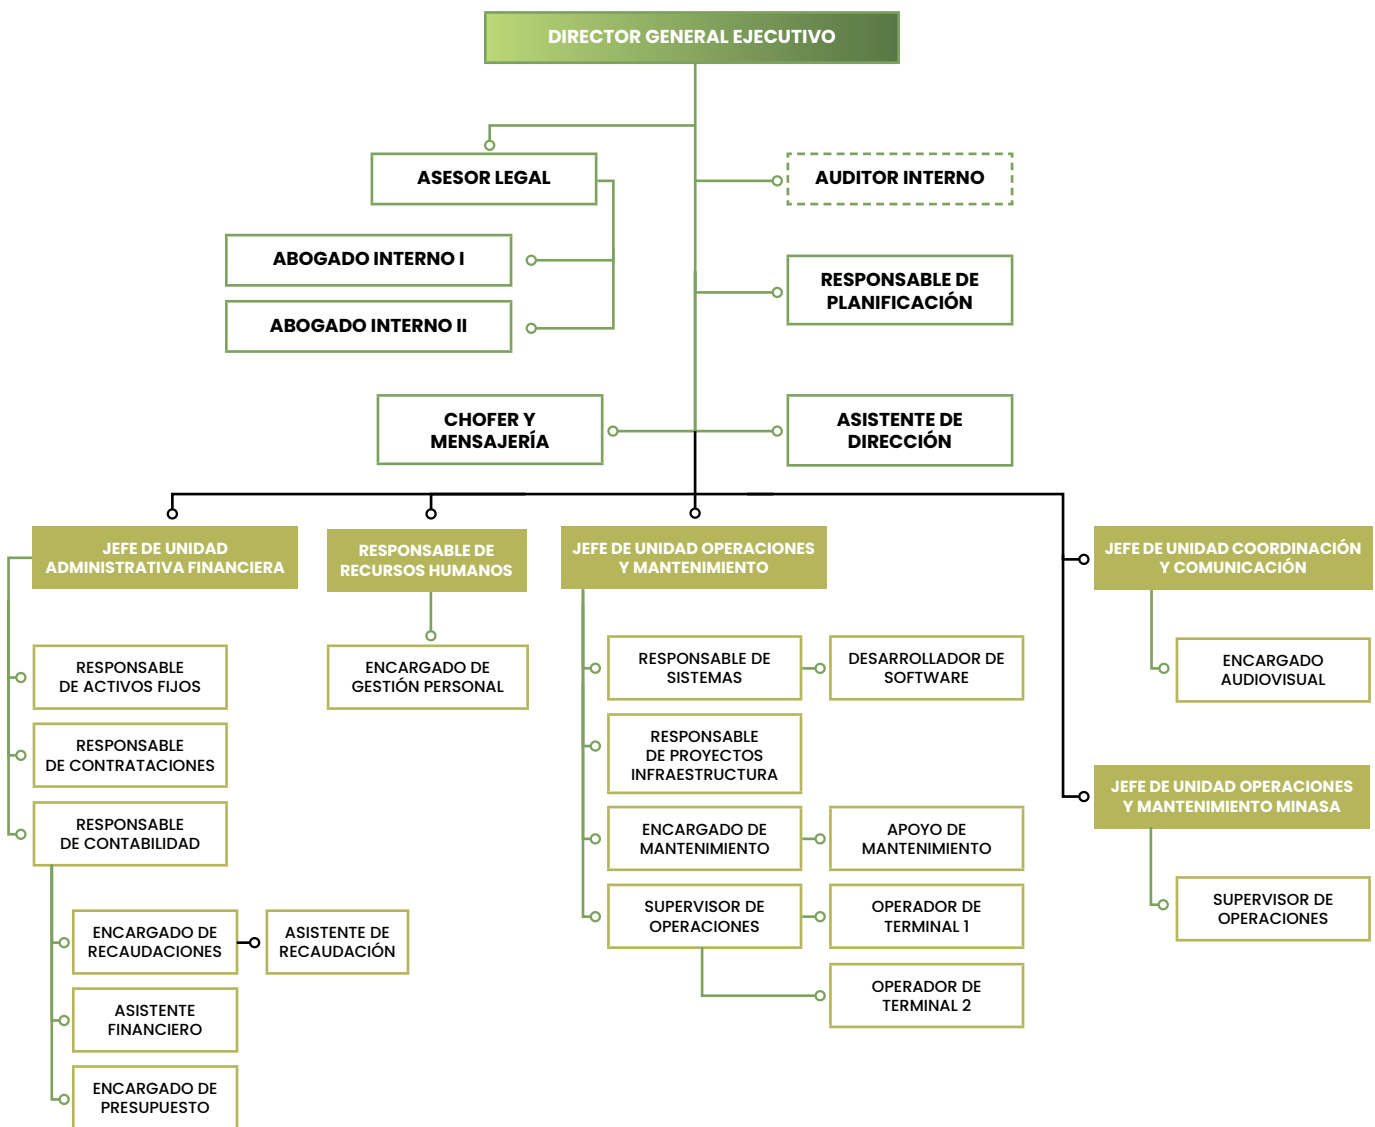 DIRECTOR GENERAL EJECUTIVO
ASESOR LEGAL
AUDITOR INTERNO
ABOGADO INTERNO I
RESPONSABLE DE
PLANIFICACIÓN
ABOGADO INTERNO II
CHOFER Y
MENSAJERÍA
ASISTENTE DE
DIRECCIÓN
JEFE DE UNIDAD
ADMINISTRATIVA FINANCIERA
RESPONSABLE DE
RECURSOS HUMANOS
JEFE DE UNIDAD OPERACIONES
Y MANTENIMIENTO
JEFE DE UNIDAD COORDINACIÓN
Y COMUNICACIÓN
RESPONSABLE
DE ACTIVOS FIJOS
RESPONSABLE
DE CONTRATACIONES
RESPONSABLE
DE CONTABILIDAD
ENCARGADO DE
RECAUDACIONES
ASISTENTE DE
RECAUDACIÓN
ASISTENTE
FINANCIERO
ENCARGADO DE
PRESUPUESTO
ENCARGADO DE
GESTIÓN PERSONAL
RESPONSABLE DE
SISTEMAS
DESARROLLADOR DE
SOFTWARE
RESPONSABLE
DE PROYECTOS
INFRAESTRUCTURA
ENCARGADO DE
MANTENIMIENTO
APOYO DE
MANTENIMIENTO
SUPERVISOR DE
OPERACIONES
OPERADOR DE
TERMINAL 1
OPERADOR DE
TERMINAL 2
ENCARGADO
AUDIOVISUAL
JEFE DE UNIDAD OPERACIONES
Y MANTENIMIENTO MINASA
SUPERVISOR DE
OPERACIONES